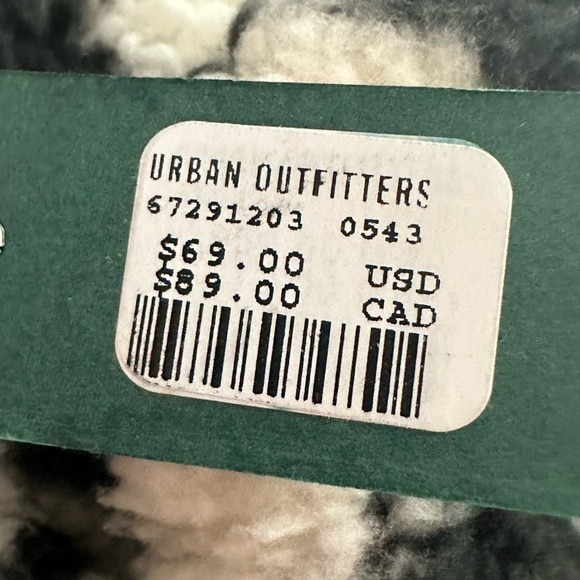 URBAN OUTFITTERS
67291203 0543
$69.00 USD
$89.00 CAD